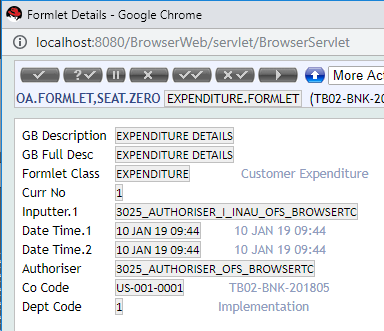 Formlet Details - Google Chrome
localhost:8080/BrowserWeb/servlet/BrowserServlet
More Act
OA.FORMLET,SEAT.ZERO EXPENDITURE.FORMLET (TB02-BNK-201
GB Description EXPENDITURE DETAILS
GB Full Desc EXPENDITURE DETAILS
Formlet Class EXPENDITURE Customer Expenditure
Curr No 1
Inputter.1 3025_AUTHORISER_I_INAU_OFS_BROWSERTC
Date Time.1 10 JAN 19 09:44 10 JAN 19 09:44
Date Time.2 10 JAN 19 09:44 10 JAN 19 09:44
Authoriser 3025_AUTHORISER_OFS_BROWSERTC
Co Code US-001-0001 TB02-BNK-201805
Dept Code 1 Implementation